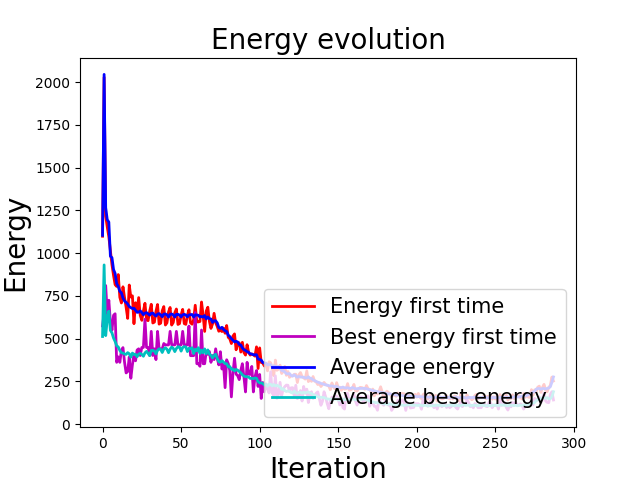 Energy evolution
Energy
2000
1750
1500
1250
1000
750
500
250
0
Energy first time
Best energy first time
Average energy
Average best energy
0 50 100 150 200 250 300
Iteration